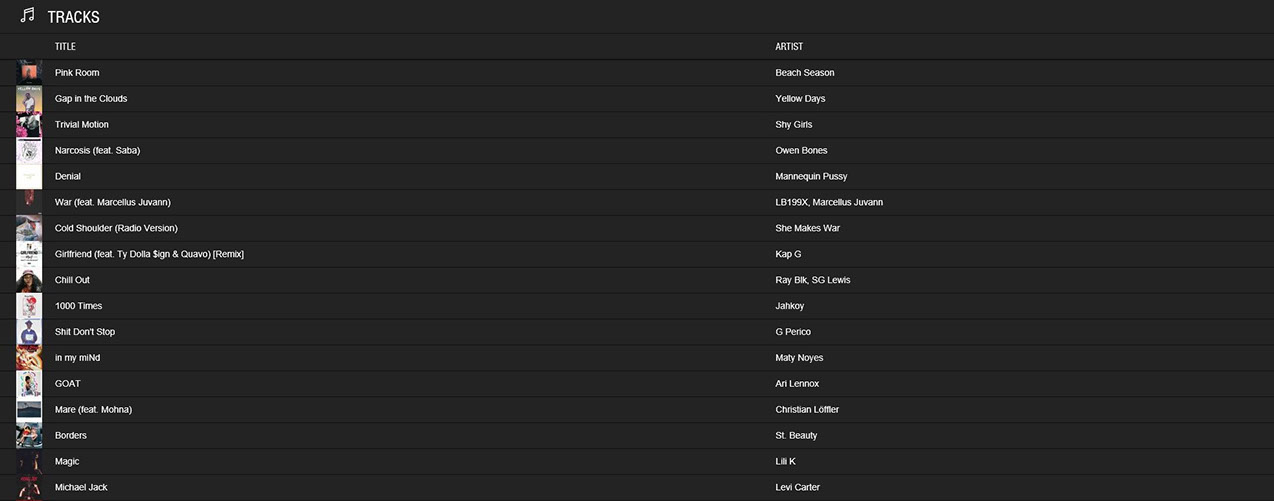 TRACKS
TITLE ARTIST
Pink Room Beach Season
Gap in the Clouds Yellow Days
Trivial Motion Shy Girls
Narcosis (feat. Saba) Owen Bones
Denial Mannequin Pussy
War (feat. Marcellus Juvann) LB199X, Marcellus Juvann
Cold Shoulder (Radio Version) She Makes War
Girlfriend (feat. Ty Dolla $ign & Quavo) [Remix] Kap G
Chill Out Ray Blk, SG Lewis
1000 Times Jahkoy
Shit Don't Stop G Perico
in my miNd Maty Noyes
GOAT Ari Lennox
Mare (feat. Mohna) Christian Löffler
Borders St. Beauty
Magic Lili K
Michael Jack Levi Carter